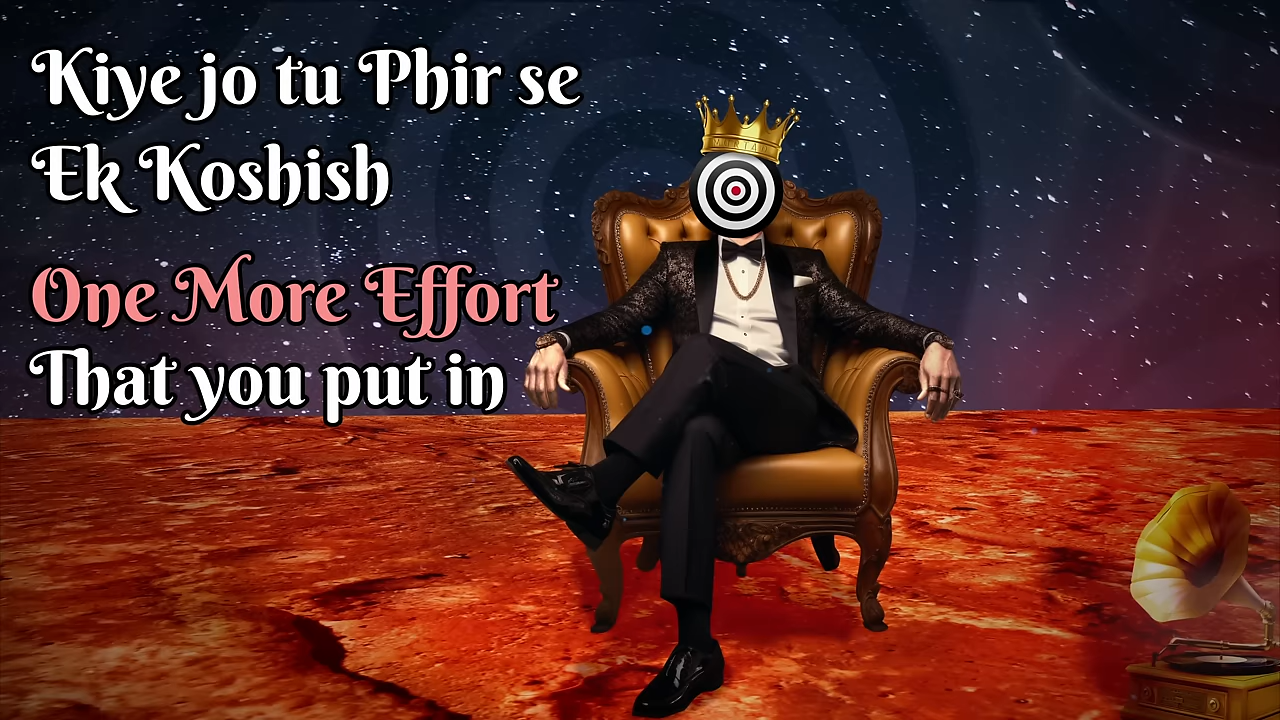 Kiye jo tu Phir se
Ek Koshish
One More Effort
That you put in